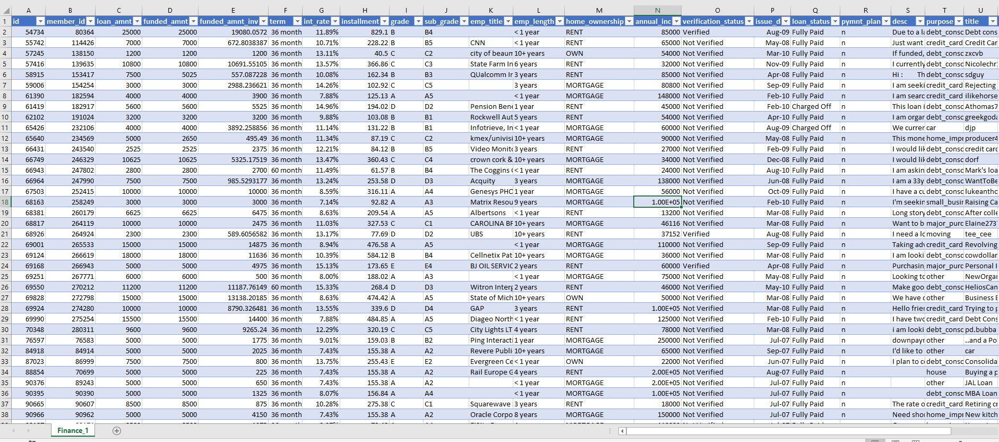 A B C D E F G H I J K L M N O P Q R S T U
1 id member_id loan_amnt funded_amnt funded_amnt_inv term int_rate installment grade sub_grade emp_title emp_length home_ownership annual_inc verification_status issue_d loan_status pymnt_plan desc purpose title
2 54734 80364 25000 25000 19080.0572 36 month 11.89% 829.1 B B4 < 1 year RENT 85000 Verified Aug-09 Fully Paid n Due to a la debt_consc Debt cons
3 55742 114426 7000 7000 672.8038387 36 month 10.71% 228.22 B B5 CNN < 1 year RENT 65000 Not Verified May-08 Fully Paid n Just want credit_card Credit Car
4 57245 138150 1200 1200 1200 36 month 13.11% 40.5 C C2 city of beaum 10+ years OWN 54000 Not Verified Mar-10 Fully Paid n If funded, debt_consc zxcvb
5 57416 139635 10800 10800 10691.55105 36 month 13.57% 366.86 C C3 State Farm In 6 years RENT 32000 Not Verified Nov-09 Fully Paid n I currently debt_consc Nicolechr
6 58915 153417 7500 5025 557.087228 36 month 10.08% 162.34 B B3 QUalcomm Ir 3 years RENT 85000 Not Verified Apr-08 Fully Paid n Hi : Th debt_consc sdguy
7 59006 154254 3000 3000 2988.236621 36 month 14.26% 102.92 C C5 3 years MORTGAGE 80800 Not Verified Sep-09 Fully Paid n I am seeki credit_card Rejecting
8 61390 182594 4000 4000 3900 36 month 7.88% 125.13 A A5 < 1 year MORTGAGE 148000 Not Verified Feb-10 Fully Paid n I am searc credit_card ilikehorse
9 61419 182917 5600 5600 5525 36 month 14.96% 194.02 D D2 Pension Bene 1 year RENT 45000 Not Verified Feb-10 Charged Off n This loan i debt_consc Athomas7
10 62102 191024 3200 3200 3200 36 month 9.88% 103.08 B B1 Rockwell Aut 5 years RENT 54000 Not Verified Apr-10 Fully Paid n I am organ debt_consc greekgoda
11 65426 232106 4000 4000 3892.258856 36 month 11.14% 131.22 B B1 Infotrieve, In < 1 year MORTGAGE 60000 Not Verified Aug-09 Charged Off n We currer car djp
12 65640 234569 5000 2650 495.49 36 month 11.34% 87.19 C C2 kmex/univisi 10+ years MORTGAGE 90000 Not Verified May-08 Fully Paid n This mone home_impr producer4
13 66431 243540 2525 2525 2375 36 month 12.21% 84.12 B B5 Video Monito 3 years RENT 27000 Not Verified Feb-09 Fully Paid n I would lik debt_consc credit card
14 66749 246329 10625 10625 5325.17519 36 month 13.47% 360.43 C C4 crown cork & 10+ years MORTGAGE 34000 Not Verified Dec-08 Fully Paid n I would lik debt_consc dorf
15 66943 247802 2800 2800 2700 60 month 11.49% 61.57 B B4 The Coggins < 1 year RENT 24000 Not Verified Aug-10 Fully Paid n I am askin debt_consc Mark's loa
16 66964 247990 7500 7500 985.5293177 36 month 13.24% 253.58 D D3 Acquity 3 years MORTGAGE 138000 Not Verified Jun-08 Fully Paid n I am a 33y debt_consc WantToBe
17 67503 252415 10000 10000 10000 36 month 8.59% 316.11 A A4 Genesys PHO 1 year MORTGAGE 56000 Not Verified Oct-09 Fully Paid n I have a cu debt_consc lukeantho
18 68163 258249 3000 3000 3000 36 month 7.14% 92.82 A A3 Matrix Resou 9 years MORTGAGE 1.00E+05 Not Verified Feb-10 Fully Paid n I'm seekin small_busir Raising Ca
19 68381 260179 6625 6625 6475 36 month 8.63% 209.54 A A5 Albertsons < 1 year RENT 13200 Not Verified Mar-08 Fully Paid n Long story debt_consc After colle
20 68817 264119 10000 10000 2475 36 month 11.03% 327.53 C C1 CAROLINA BF 10+ years MORTGAGE 46116 Not Verified Mar-08 Fully Paid n Want to b major_purc Elaine273
21 68926 264924 2300 2300 589.6056582 36 month 13.17% 77.69 D D2 UBS 10+ years RENT 37152 Verified Aug-08 Fully Paid n I need a lo moving tee_cee
22 69001 265533 15000 15000 14875 36 month 8.94% 476.58 A A5 < 1 year MORTGAGE 110000 Not Verified Sep-09 Fully Paid n Taking adv credit_card Revolving
23 69124 266619 18000 18000 11636 36 month 10.39% 584.12 B B4 Cellnetix Pat 10+ years MORTGAGE 36000 Not Verified Mar-08 Fully Paid n I am looki debt_consc cowdollar
24 69168 266943 5000 5000 4975 36 month 15.13% 173.65 E E4 BJ OIL SERVIC 2 years RENT 60000 Verified Apr-08 Fully Paid n Purchasin major_purc Personal l
25 69251 267771 6000 6000 500 36 month 8.00% 188.02 A A3 < 1 year MORTGAGE 75000 Not Verified May-08 Fully Paid n Looking to other NewOrgar
26 69550 270212 11200 11200 11187.76149 60 month 15.33% 268.4 D D3 Witron Interg 2 years RENT 46000 Not Verified May-10 Fully Paid n Make goo debt_consc HeliosCan
27 69828 272798 15000 15000 13138.20185 36 month 8.63% 474.42 A A5 State of Mich 10+ years OWN 50000 Not Verified Mar-08 Fully Paid n We have c other Business
28 69924 274280 10000 10000 8790.326481 36 month 13.55% 339.6 D D4 GAP 3 years RENT 1.00E+05 Not Verified Mar-08 Fully Paid n Hello frier credit_card Trying to p
29 69990 275254 15500 15500 14400 36 month 7.88% 484.85 A A5 Diageo North < 1 year RENT 125000 Not Verified Feb-10 Fully Paid n I have two credit_card Debt Cons
30 70348 280311 9600 9600 9265.24 36 month 12.29% 320.19 C C5 City Lights LT 4 years RENT 78000 Not Verified Mar-08 Fully Paid n i am looki debt_consc pd.bubba
31 76597 76583 5000 5000 1775 36 month 9.01% 159.03 B B2 Ping Interacti 1 year MORTGAGE 250000 Not Verified Jul-07 Fully Paid n downpayr other ..and a Po
32 84918 84914 5000 5000 2025 36 month 7.43% 155.38 A A2 Revere Publi 10+ years MORTGAGE 65000 Not Verified Sep-07 Fully Paid n I'd like to other car
33 87023 86999 7500 7500 800 36 month 13.75% 255.43 E E2 Evergreen Ce < 1 year OWN 22000 Not Verified Jun-07 Fully Paid n I plan to co debt_consc Consolida
34 88854 70699 5000 5000 225 36 month 7.43% 155.38 A A2 Rail Europe G 4 years RENT 2.00E+05 Not Verified Aug-07 Fully Paid n house Buying a p
35 90376 89243 5000 5000 650 36 month 7.43% 155.38 A A2 < 1 year MORTGAGE 2.00E+05 Not Verified Jul-07 Fully Paid n other JAL Loan
36 90395 90390 5000 5000 1325 36 month 8.07% 156.84 A A4 < 1 year MORTGAGE 1.00E+05 Not Verified Jul-07 Fully Paid n debt_consc MBA Loan
37 90665 90607 8500 8500 875 36 month 10.28% 275.38 C C1 Squarewave 3 years RENT 18000 Not Verified Jul-07 Fully Paid n The rate o credit_card Retiring cr
38 90966 90962 5000 5000 4150 36 month 7.43% 155.38 A A2 Oracle Corpo 8 years MORTGAGE 150000 Not Verified Jul-07 Fully Paid n Need shor home_impr New kitch
Finance_1